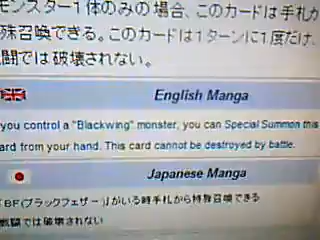 モンスター1体のみの場合、このカードは手札か
殊召喚できる。このカードは1ターンに1度だけ、
戦闘では破壊されない。
English Manga
you control a "Blackwing" monster, you can Special Summon this
ard from your hand. This card cannot be destroyed by battle.
Japanese Manga
「BF(ブラックフェザー)」がいる時手札から特殊召喚できる
戦闘では破壊されない